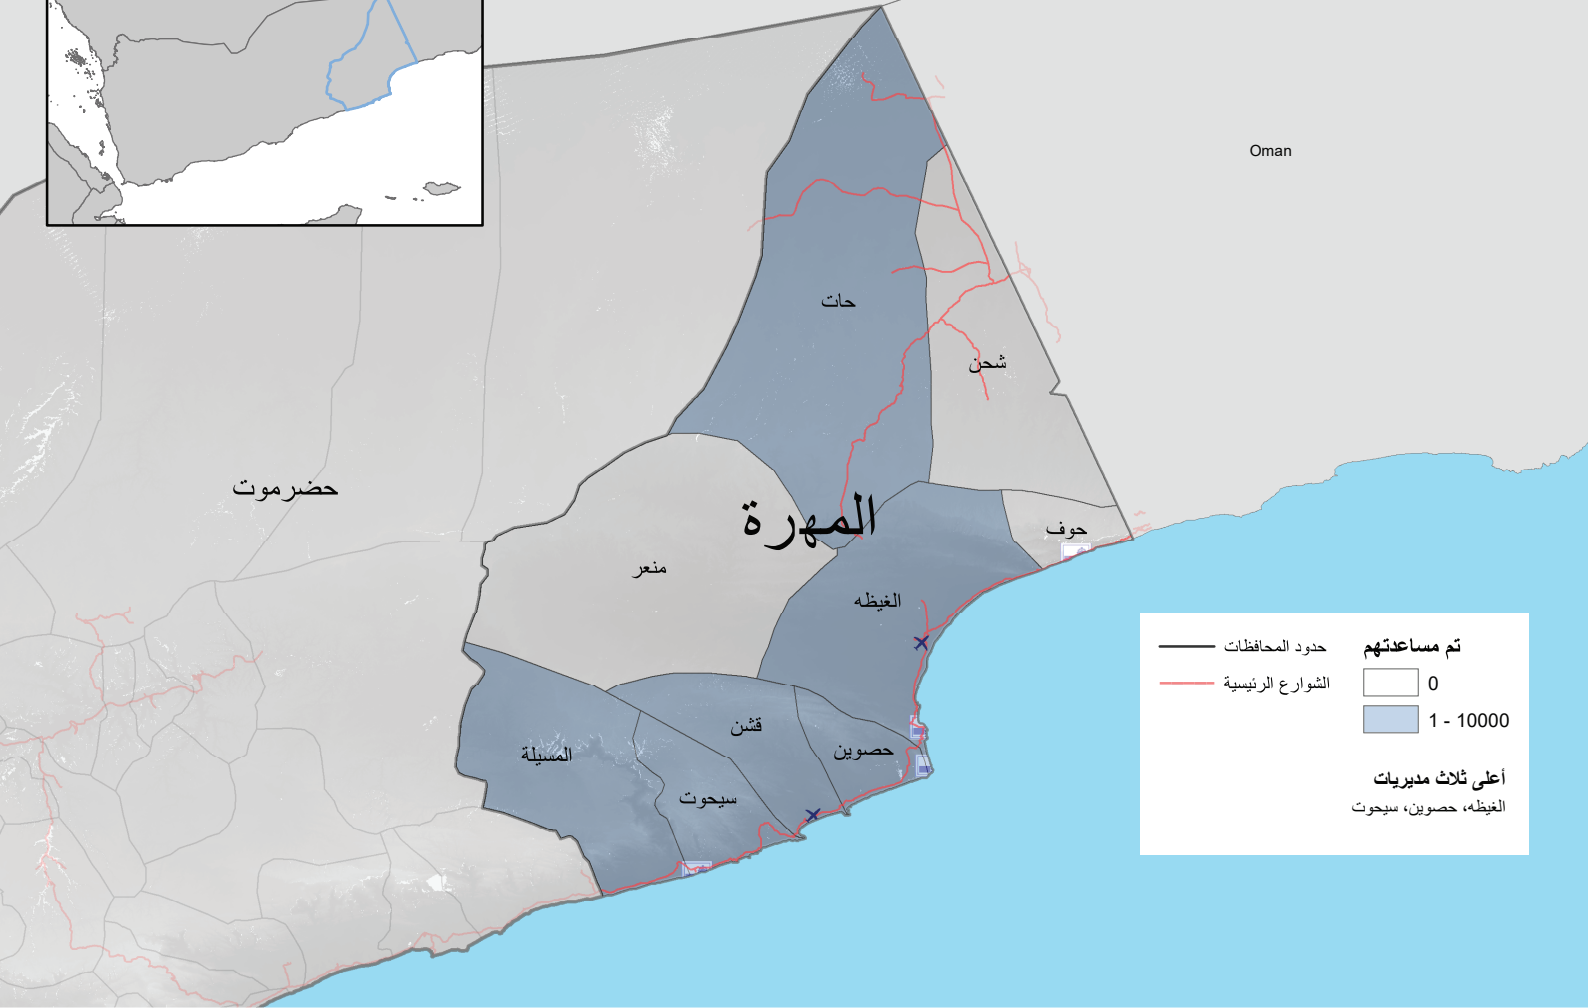 Oman
حات
شحن
حضرموت
المهرة
حوف
منعر
الغيظه
قشن
حصوين
المسيلة
سيحوت
تم مساعدتهم
0
1 - 10000
حدود المحافظات
الشوارع الرئيسية
أعلى ثلاث مديريات
الغيظه، حصوين، سيحوت